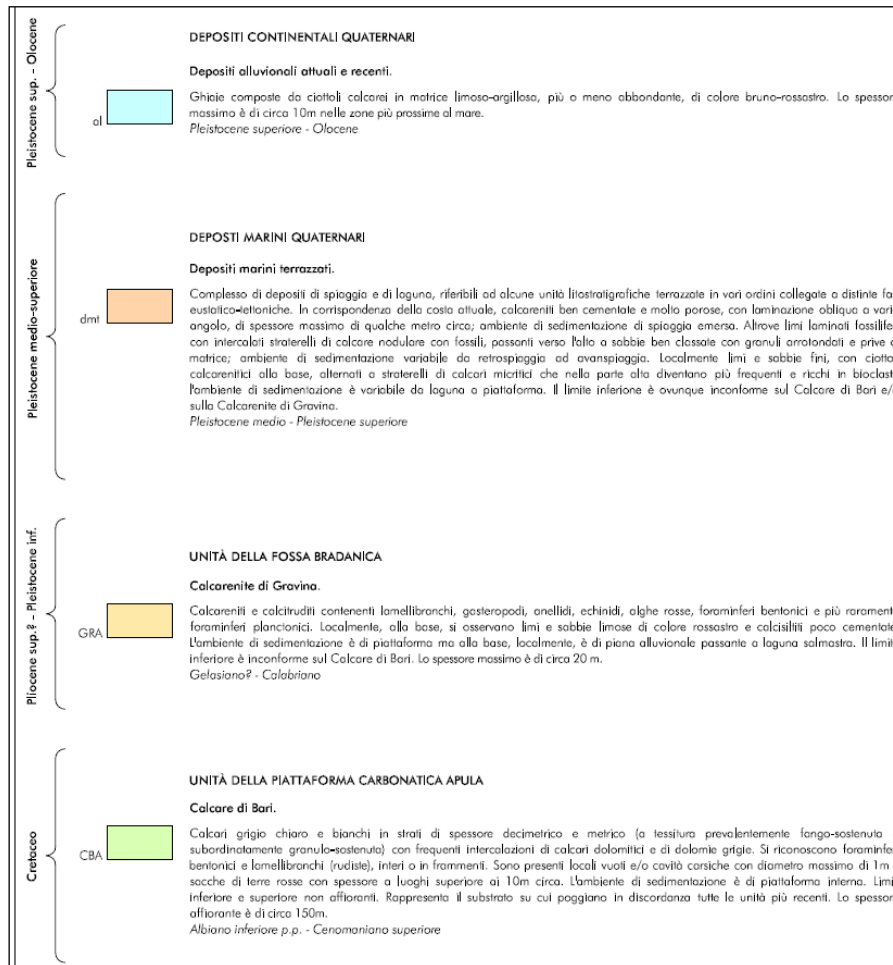 Pleistocene sup. - Olocene
DEPOSITI CONTINENTALI QUATERNARI
Depositi alluvionali attuali e recenti.
al
Ghiaie composte da ciottoli calcarei in matrice limoso-argillosa, più o meno abbondante, di colore bruno-rossastro. Lo spessor
massimo è di circa 10m nelle zone più prossime al mare.
Pleistocene superiore - Olocene
Pleistocene medio-superiore
DEPOSTI MARINI QUATERNARI
Depositi marini terrazzati.
dmt
Complesso di depositi di spiaggia e di laguna, riferibili ad alcune unità litostratigrafiche terrazzate in vari ordini collegate a distinte fa
eustatico-tettoniche. In corrispondenza della costa attuale, calcareniti ben cementate e molto porose, con laminazione obliqua a vari
angolo, di spessore massimo di qualche metro circa; ambiente di sedimentazione di spiaggia emersa. Altrove limi laminati fossilife
con intercalati straterelli di calcare nodulare con fossili, passanti verso l'alto a sabbie ben classate con granuli arrotondati e prive d
matrice; ambiente di sedimentazione variabile da retrospiaggia ad avanspiaggia. Localmente limi e sabbie fini, con ciotto
calcarenitici alla base, alternati a straterelli di calcari micritici che nella parte alta diventano più frequenti e ricchi in bioclast
l'ambiente di sedimentazione è variabile da laguna a piattaforma. Il limite inferione è ovunque inconforme sul Calcare di Bari e/
sulla Calcarenite di Gravina.
Pleistocene medio - Pleistocene superiore
Pliocene sup.? - Pleistocene inf.
UNITÀ DELLA FOSSA BRADANICA
Calcarenite di Gravina.
GRA
Calcareniti e calcitruditi contenenti lamellibranchi, gasteropodi, anellidi, echinidi, alghe rosse, foraminferi bentonici e più rarament
foraminferi planctonici. Localmente, alla base, si osservano limi e sabbie limose di colore rossastro e calcisiltiti poco cementate
L'ambiente di sedimentazione è di piattaforma ma alla base, localmente, è di piana alluvionale passante a laguna salmastra. Il limit
inferiore è inconforme sul Calcare di Bari. Lo spessore massimo è di circa 20 m.
Gelasiano? - Calabriano
Cretaceo
UNITÀ DELLA PIATTAFORMA CARBONATICA APULA
Calcare di Bari.
CBA
Calcari grigio chiaro e bianchi in strati di spessore decimetrico e metrico (a tessitura prevalentemente fango-sostenuta
subordinatamente granulo-sostenuta) con frequenti intercalazioni di calcari dolomitici e di dolomie grigie. Si riconoscono foraminfe
bentonici e lamellibranchi (rudiste), interi o in frammenti. Sono presenti locali vuoti e/o cavità carsiche con diametro massimo di 1m
sacche di terre rosse con spessore a luoghi superiore ai 10m circa. L'ambiente di sedimentazione è di piattaforma interna. Limi
inferiore e superiore non affioranti. Rappresenta il substrato su cui poggiano in discordanza tutte le unità più recenti. Lo spessor
affiorante è di circa 150m.
Albiano inferiore p.p. - Cenomaniano superiore